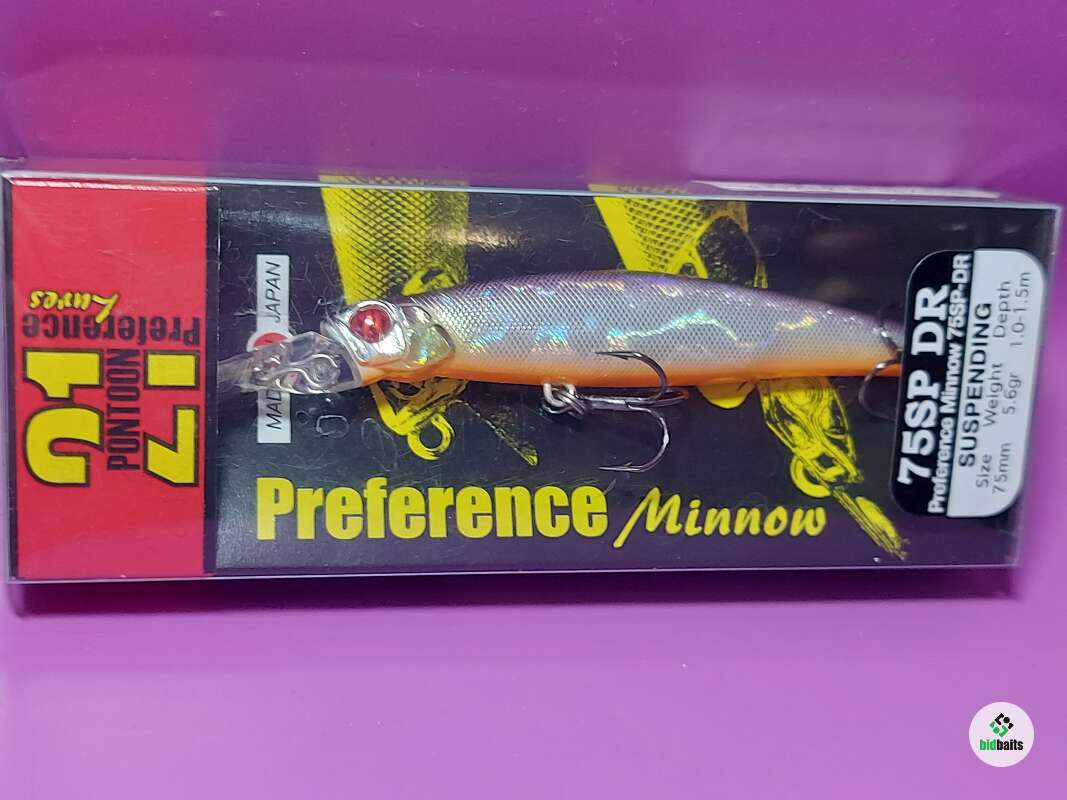 Preference
Lures
PONTOON
21
MADE JAPAN
Preference Minnow
75SP DR
Preference Minnow 75SP-DR
SUSPENDING
Size Weight Depth
75mm 5.6gr 1.0-1.5m
bidbaits